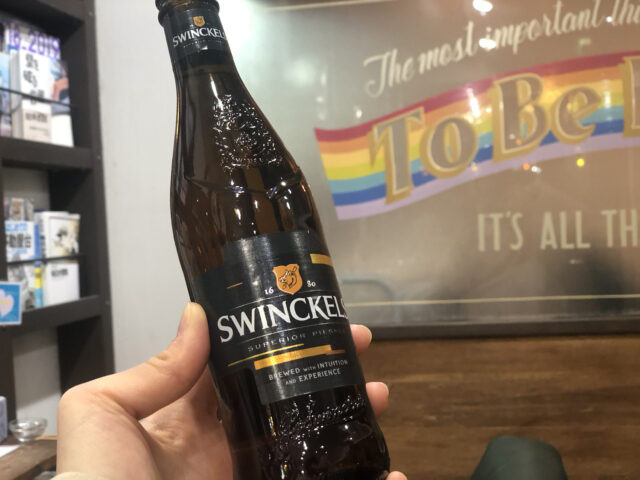 SWINCKELS
16 80
SWINCKELS
SUPERIOR PILSNER
BREWED WITH INTUITION
AND EXPERIENCE
The most important th
To Be
IT'S ALL TH